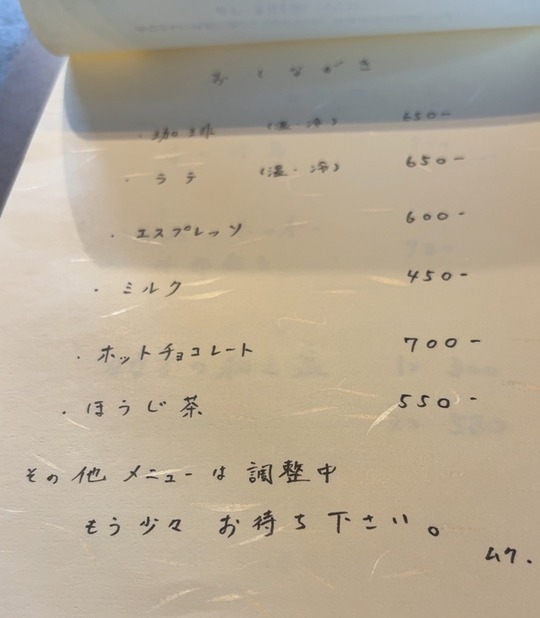 おしながき
・珈琲 (温・冷) 650-
・ラテ (温・冷) 650-
・エスプレッソ 600-
・ミルク 450-
・ホットチョコレート 700-
・ほうじ茶 550-
その他メニューは調整中
もう少々お待ち下さい。
ムク.